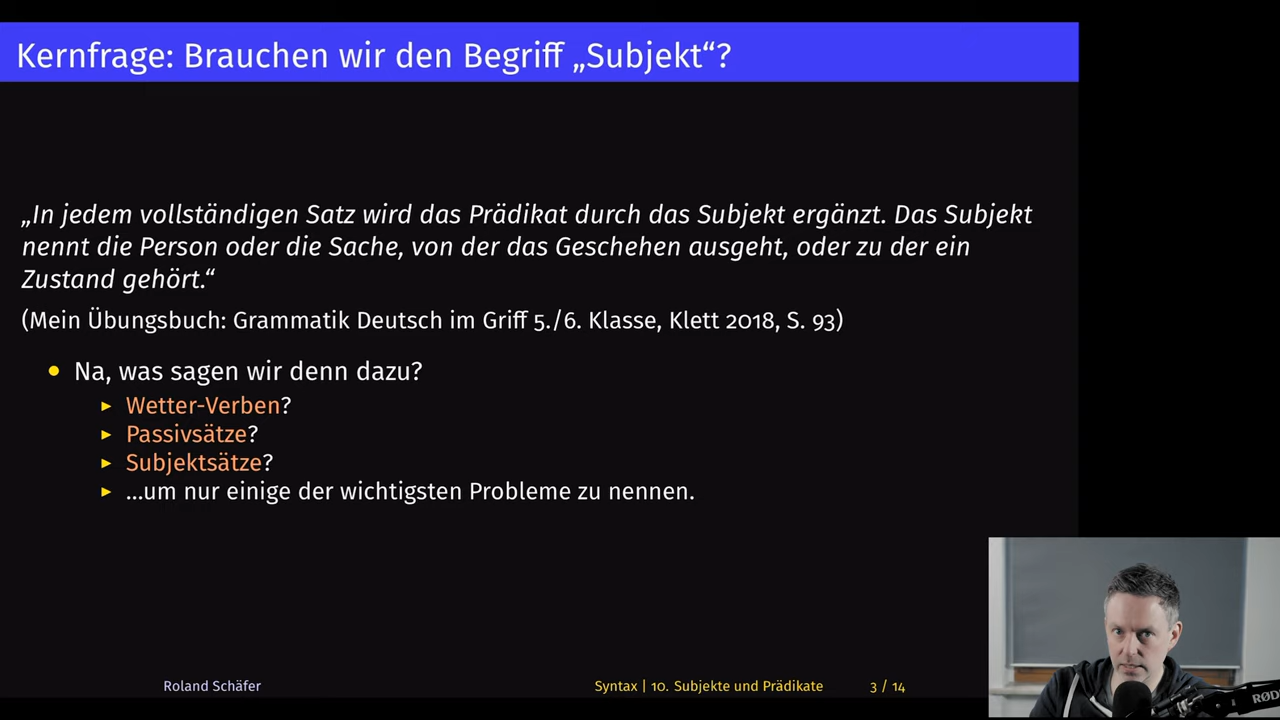 Kernfrage: Brauchen wir den Begriff „Subjekt“?
„In jedem vollständigen Satz wird das Prädikat durch das Subjekt ergänzt. Das Subjekt
nennt die Person oder die Sache, von der das Geschehen ausgeht, oder zu der ein
Zustand gehört.“
(Mein Übungsbuch: Grammatik Deutsch im Griff 5./6. Klasse, Klett 2018, S. 93)
• Na, was sagen wir denn dazu?
▸ Wetter-Verben?
▸ Passivsätze?
▸ Subjektsätze?
▸ …um nur einige der wichtigsten Probleme zu nennen.
RØD
Roland Schäfer
Syntax | 10. Subjekte und Prädikate
3 / 14